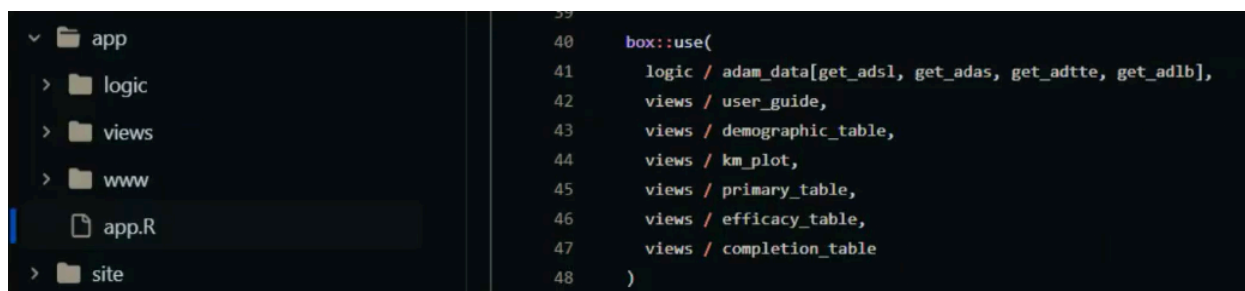 app
logic
views
www
app.R
site
39
40 box::use(
41 logic / adam_data[get_adsl, get_adas, get_adtte, get_adlb],
42 views / user_guide,
43 views / demographic_table,
44 views / km_plot,
45 views / primary_table,
46 views / efficacy_table,
47 views / completion_table
48 )